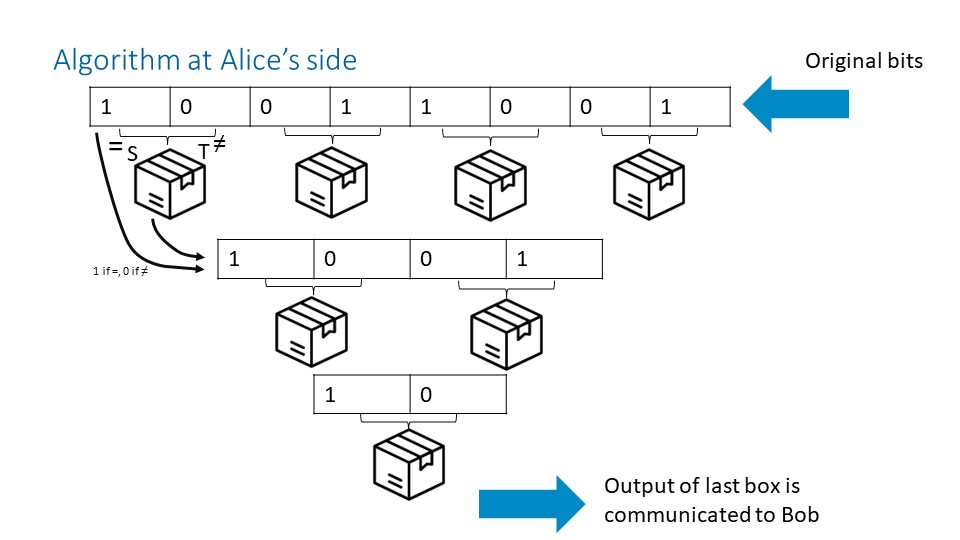 Algorithm at Alice’s side
Original bits
1 0 0 1 1 0 0 1
= S T ≠
1 0 0 1
1 if =, 0 if ≠
1 0
Output of last box is
communicated to Bob